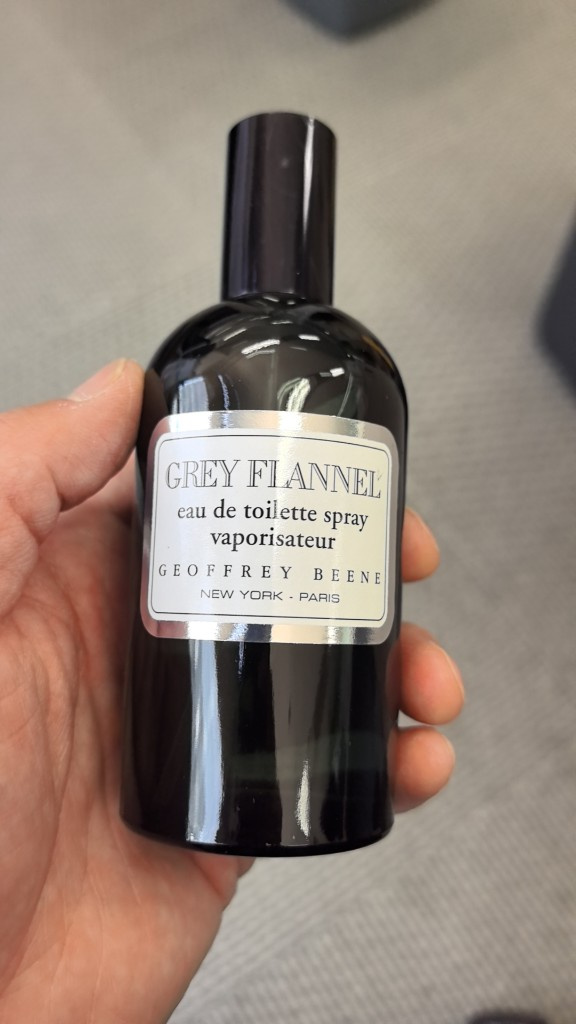 GREY FLANNEL
eau de toilette spray
vaporisateur
GEOFFREY BEENE
NEW YORK - PARIS